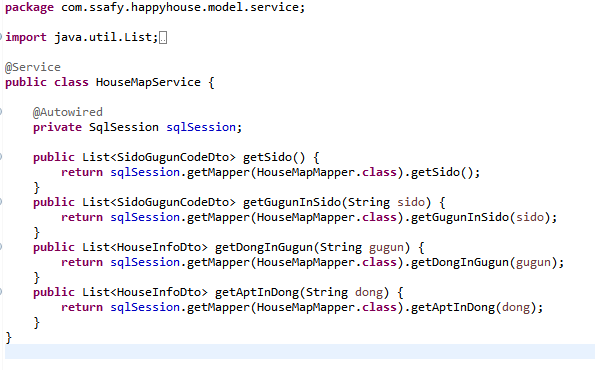 package com.ssafy.happyhouse.model.service;
import java.util.List;
@Service
public class HouseMapService {
@Autowired
private SqlSession sqlSession;
public List<SidoGugunCodeDto> getSido() {
return sqlSession.getMapper(HouseMapMapper.class).getSido();
}
public List<SidoGugunCodeDto> getGugunInSido(String sido) {
return sqlSession.getMapper(HouseMapMapper.class).getGugunInSido(sido);
}
public List<HouseInfoDto> getDongInGugun(String gugun) {
return sqlSession.getMapper(HouseMapMapper.class).getDongInGugun(gugun);
}
public List<HouseInfoDto> getAptInDong(String dong) {
return sqlSession.getMapper(HouseMapMapper.class).getAptInDong(dong);
}
}